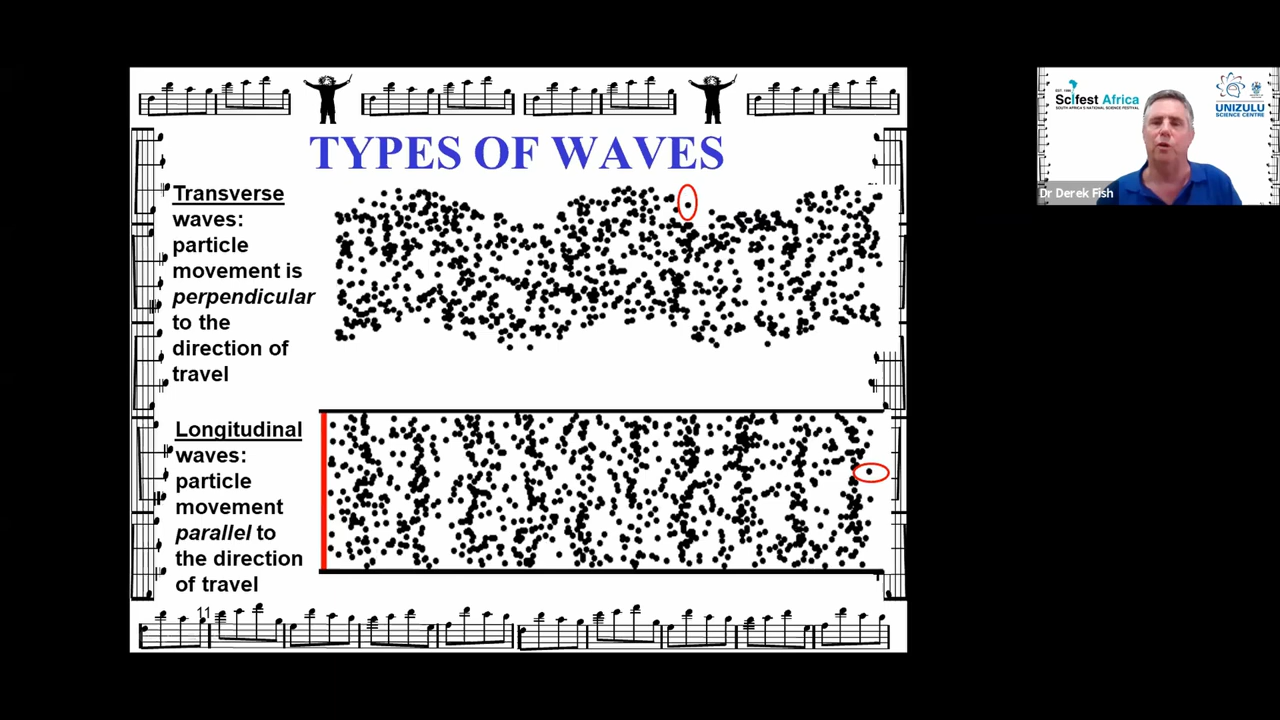 TYPES OF WAVES
Transverse
waves:
particle
movement is
perpendicular
to the
direction of
travel
Longitudinal
waves:
particle
movement
parallel to
the direction
of travel
11
Scifest Africa
SOUTH AFRICA'S NATIONAL SCIENCE FESTIVAL
UNIZULU
SCIENCE CENTRE
Dr Derek Fish